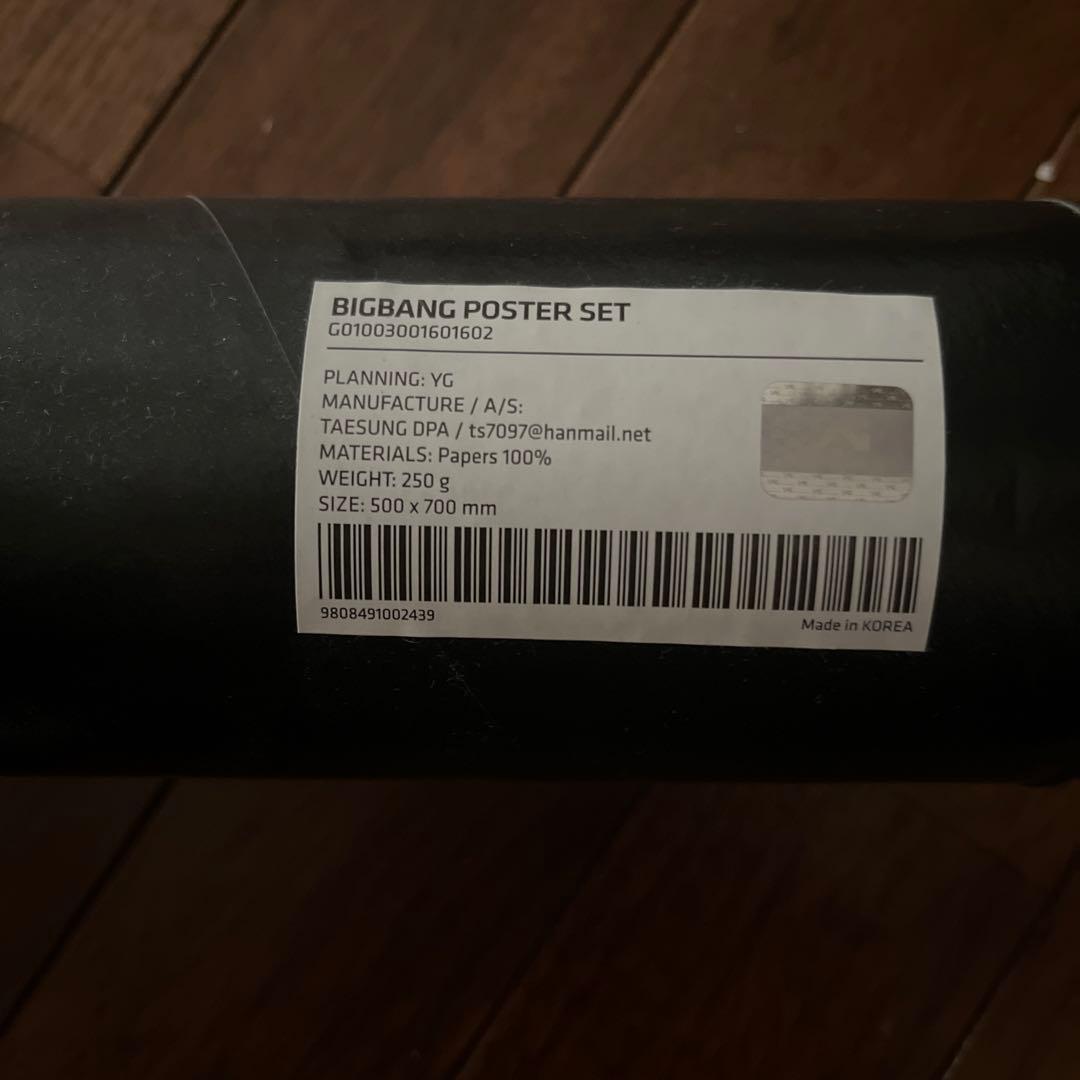 BIGBANG POSTER SET
G01003001601602
PLANNING: YG
MANUFACTURE / A/S:
TAESUNG DPA / ts7097@hanmail.net
MATERIALS: Papers 100%
WEIGHT: 250 g
SIZE: 500 x 700 mm
9808491002439
Made in KOREA